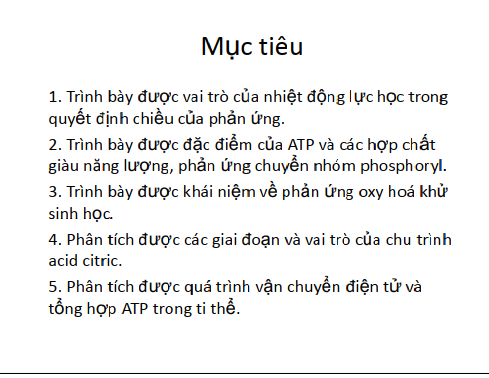 Mục tiêu
1. Trình bày được vai trò của nhiệt động lực học trong
quyết định chiều của phản ứng.
2. Trình bày được đặc điểm của ATP và các hợp chất
giàu năng lượng, phản ứng chuyển nhóm phosphoryl.
3. Trình bày được khái niệm về phản ứng oxy hoá khử
sinh học.
4. Phân tích được các giai đoạn và vai trò của chu trình
acid citric.
5. Phân tích được quá trình vận chuyển điện tử và
tổng hợp ATP trong ti thể.